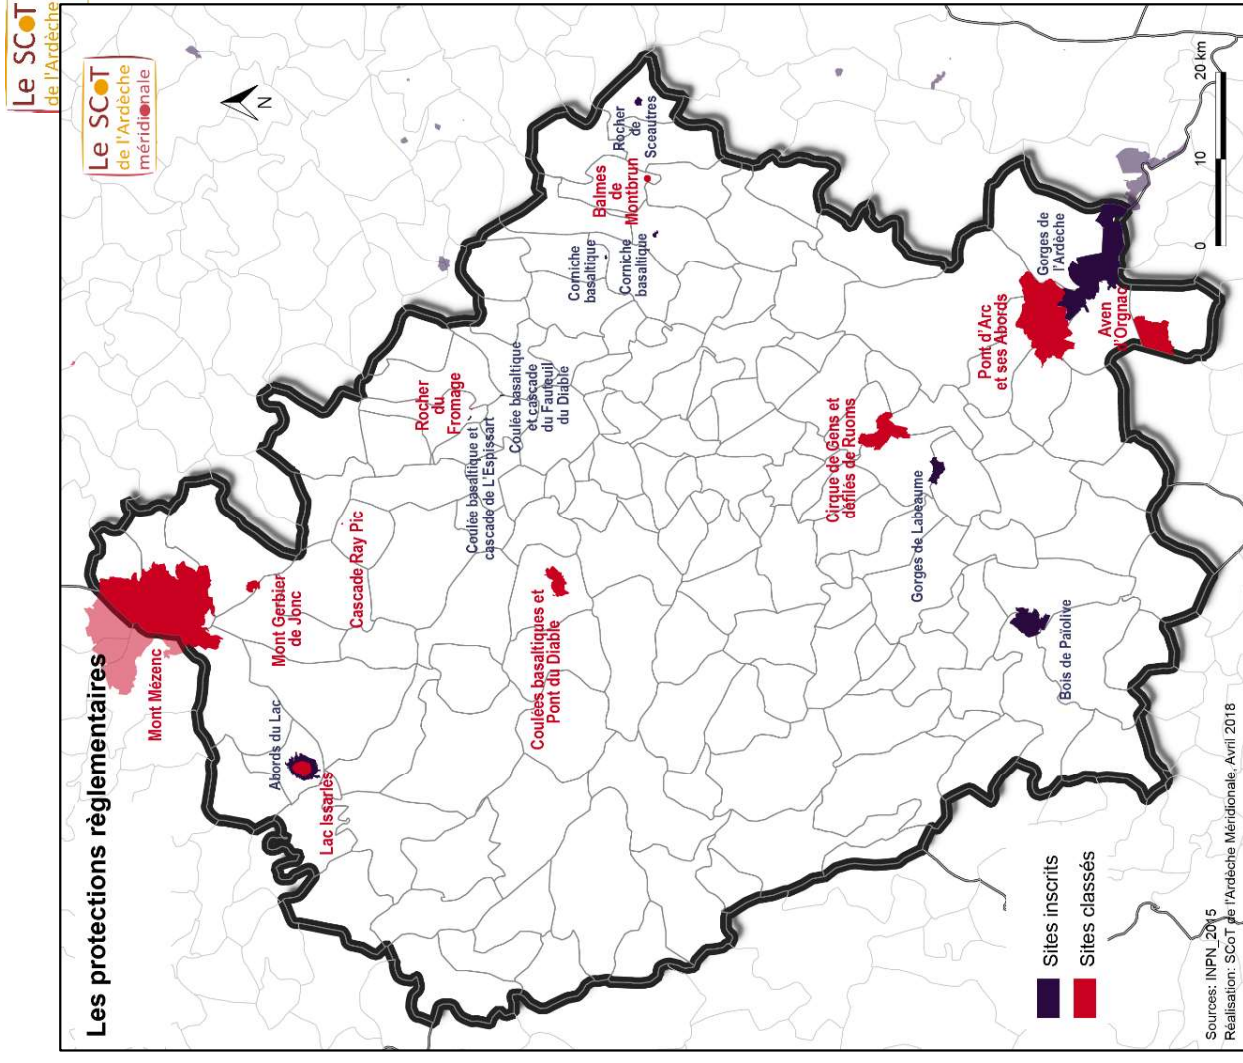 Le SCoT
de l'Ardèche
Le SCoT
de l'Ardèche
méridionale
Les protections règlementaires
N
Mont Mézenc
Mont Gerbier
de Jonc
Abords du Lac
Lac Issarlès
Cascade Ray Pic
Rocher
du
Fromage
Coulée basaltique et
cascade de L'Espissart
Coulée basaltique
et cascade
du Fauteuil
du Diable
Coulées basaltiques et
Pont du Diable
Corniche
basaltique
Corniche
basaltique
Balmes
de
Montbrun
Rocher
de
Sceautres
Cirque de Gens et
défilés de Ruoms
Gorges de Labeaume
Bois de Païolive
Pont d'Arc
et ses Abords
Gorges de
l'Ardèche
Aven
d'Orgnac
0 10 20 km
Sites inscrits
Sites classés
Sources: INPN_2015
Réalisation: SCoT de l'Ardèche Méridionale, Avril 2018